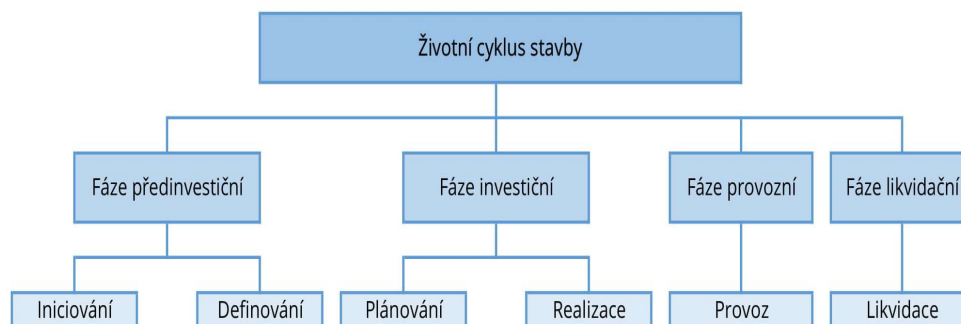 Životní cyklus stavby
Fáze předinvestiční
Fáze investiční
Fáze provozní
Fáze likvidační
Iniciování
Definování
Plánování
Realizace
Provoz
Likvidace